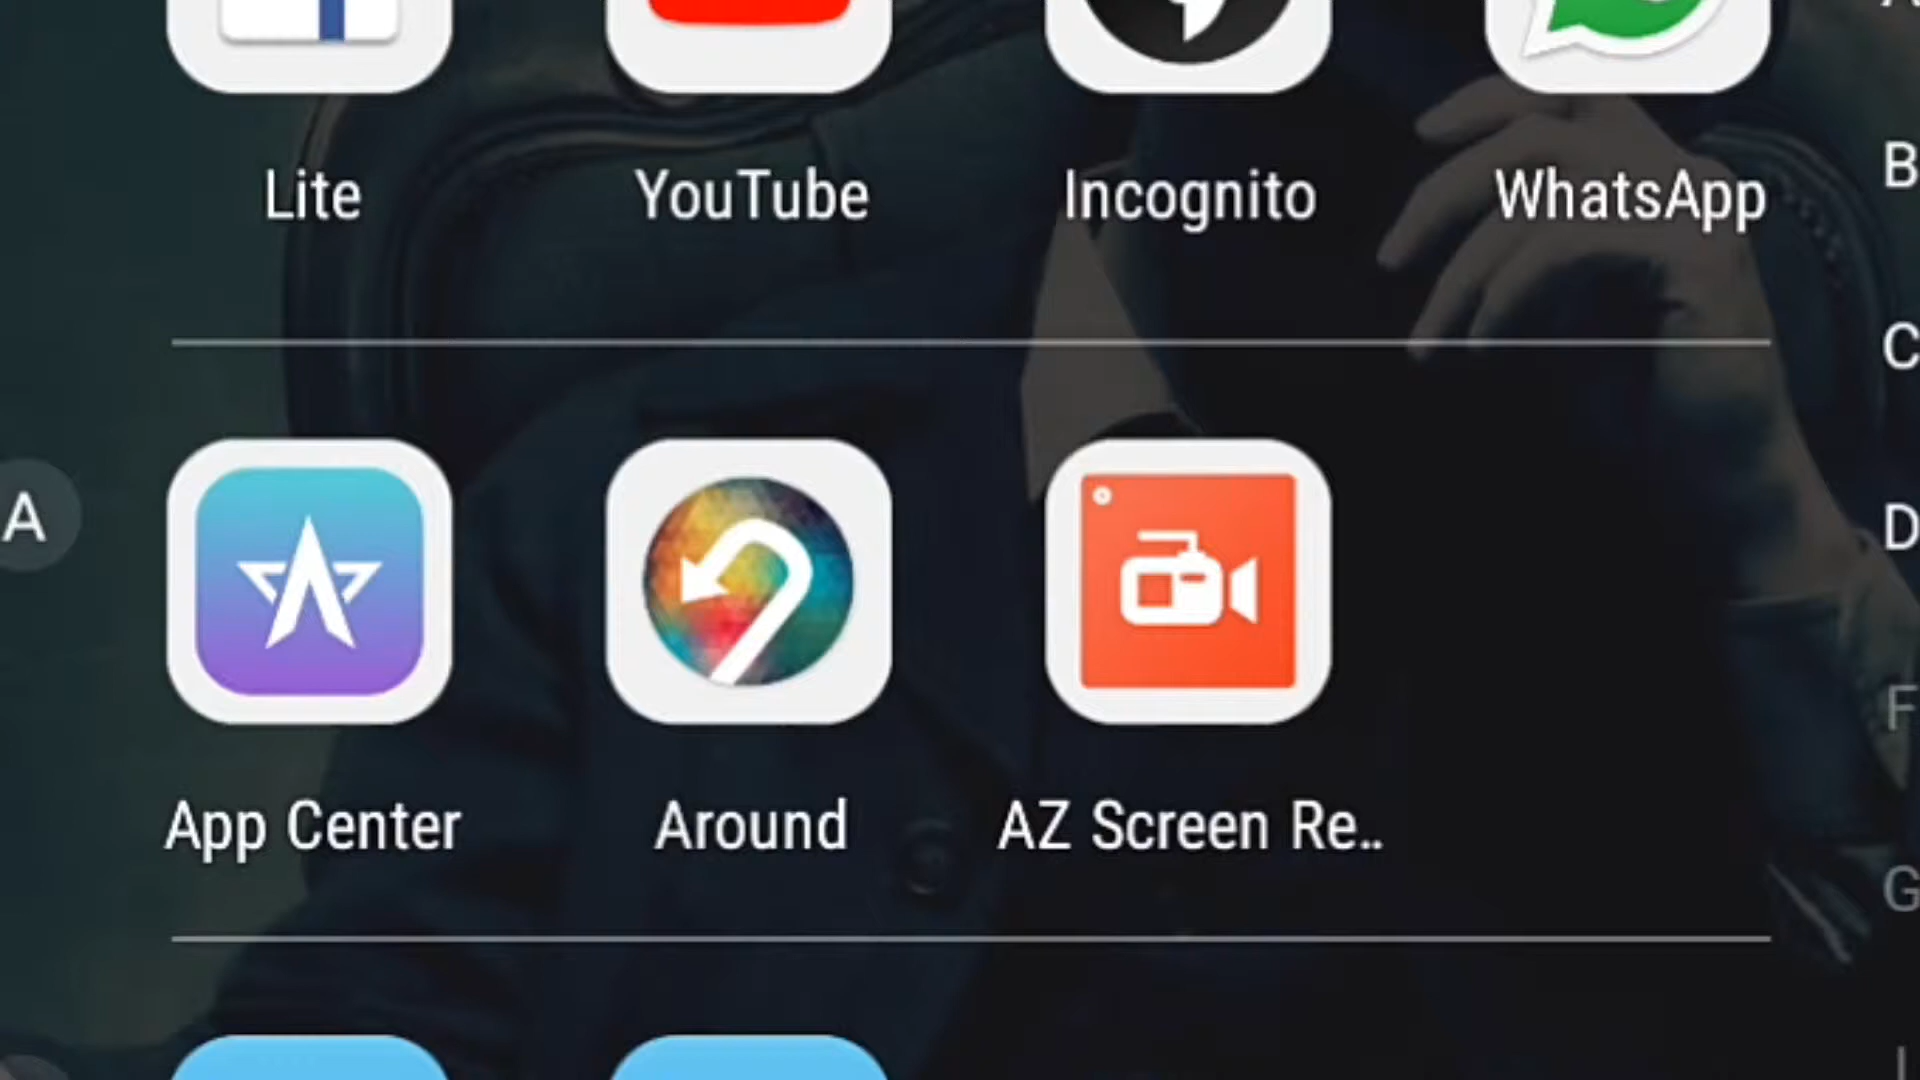 Lite YouTube Incognito WhatsApp
B
C
A
D
App Center Around AZ Screen Re..
F
G